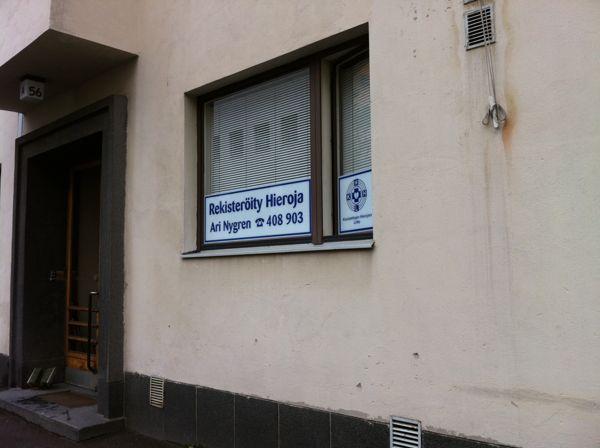 56
Rekisteröity Hieroja
Ari Nygren ☎ 408 903